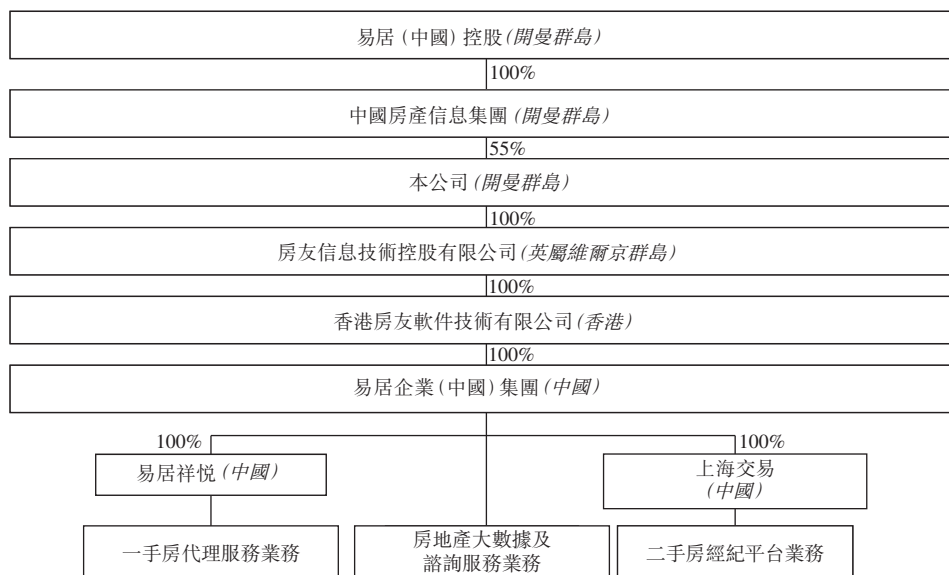 易居(中國)控股(開曼群島)
100%
中國房產信息集團(開曼群島)
55%
本公司(開曼群島)
100%
房友信息技術控股有限公司(英屬維爾京群島)
100%
香港房友軟件技術有限公司(香港)
100%
易居企業(中國)集團(中國)
100%
100%
易居祥悦(中國)
上海交易
(中國)
一手房代理服務業務
房地產大數據及
諮詢服務業務
二手房經紀平台業務